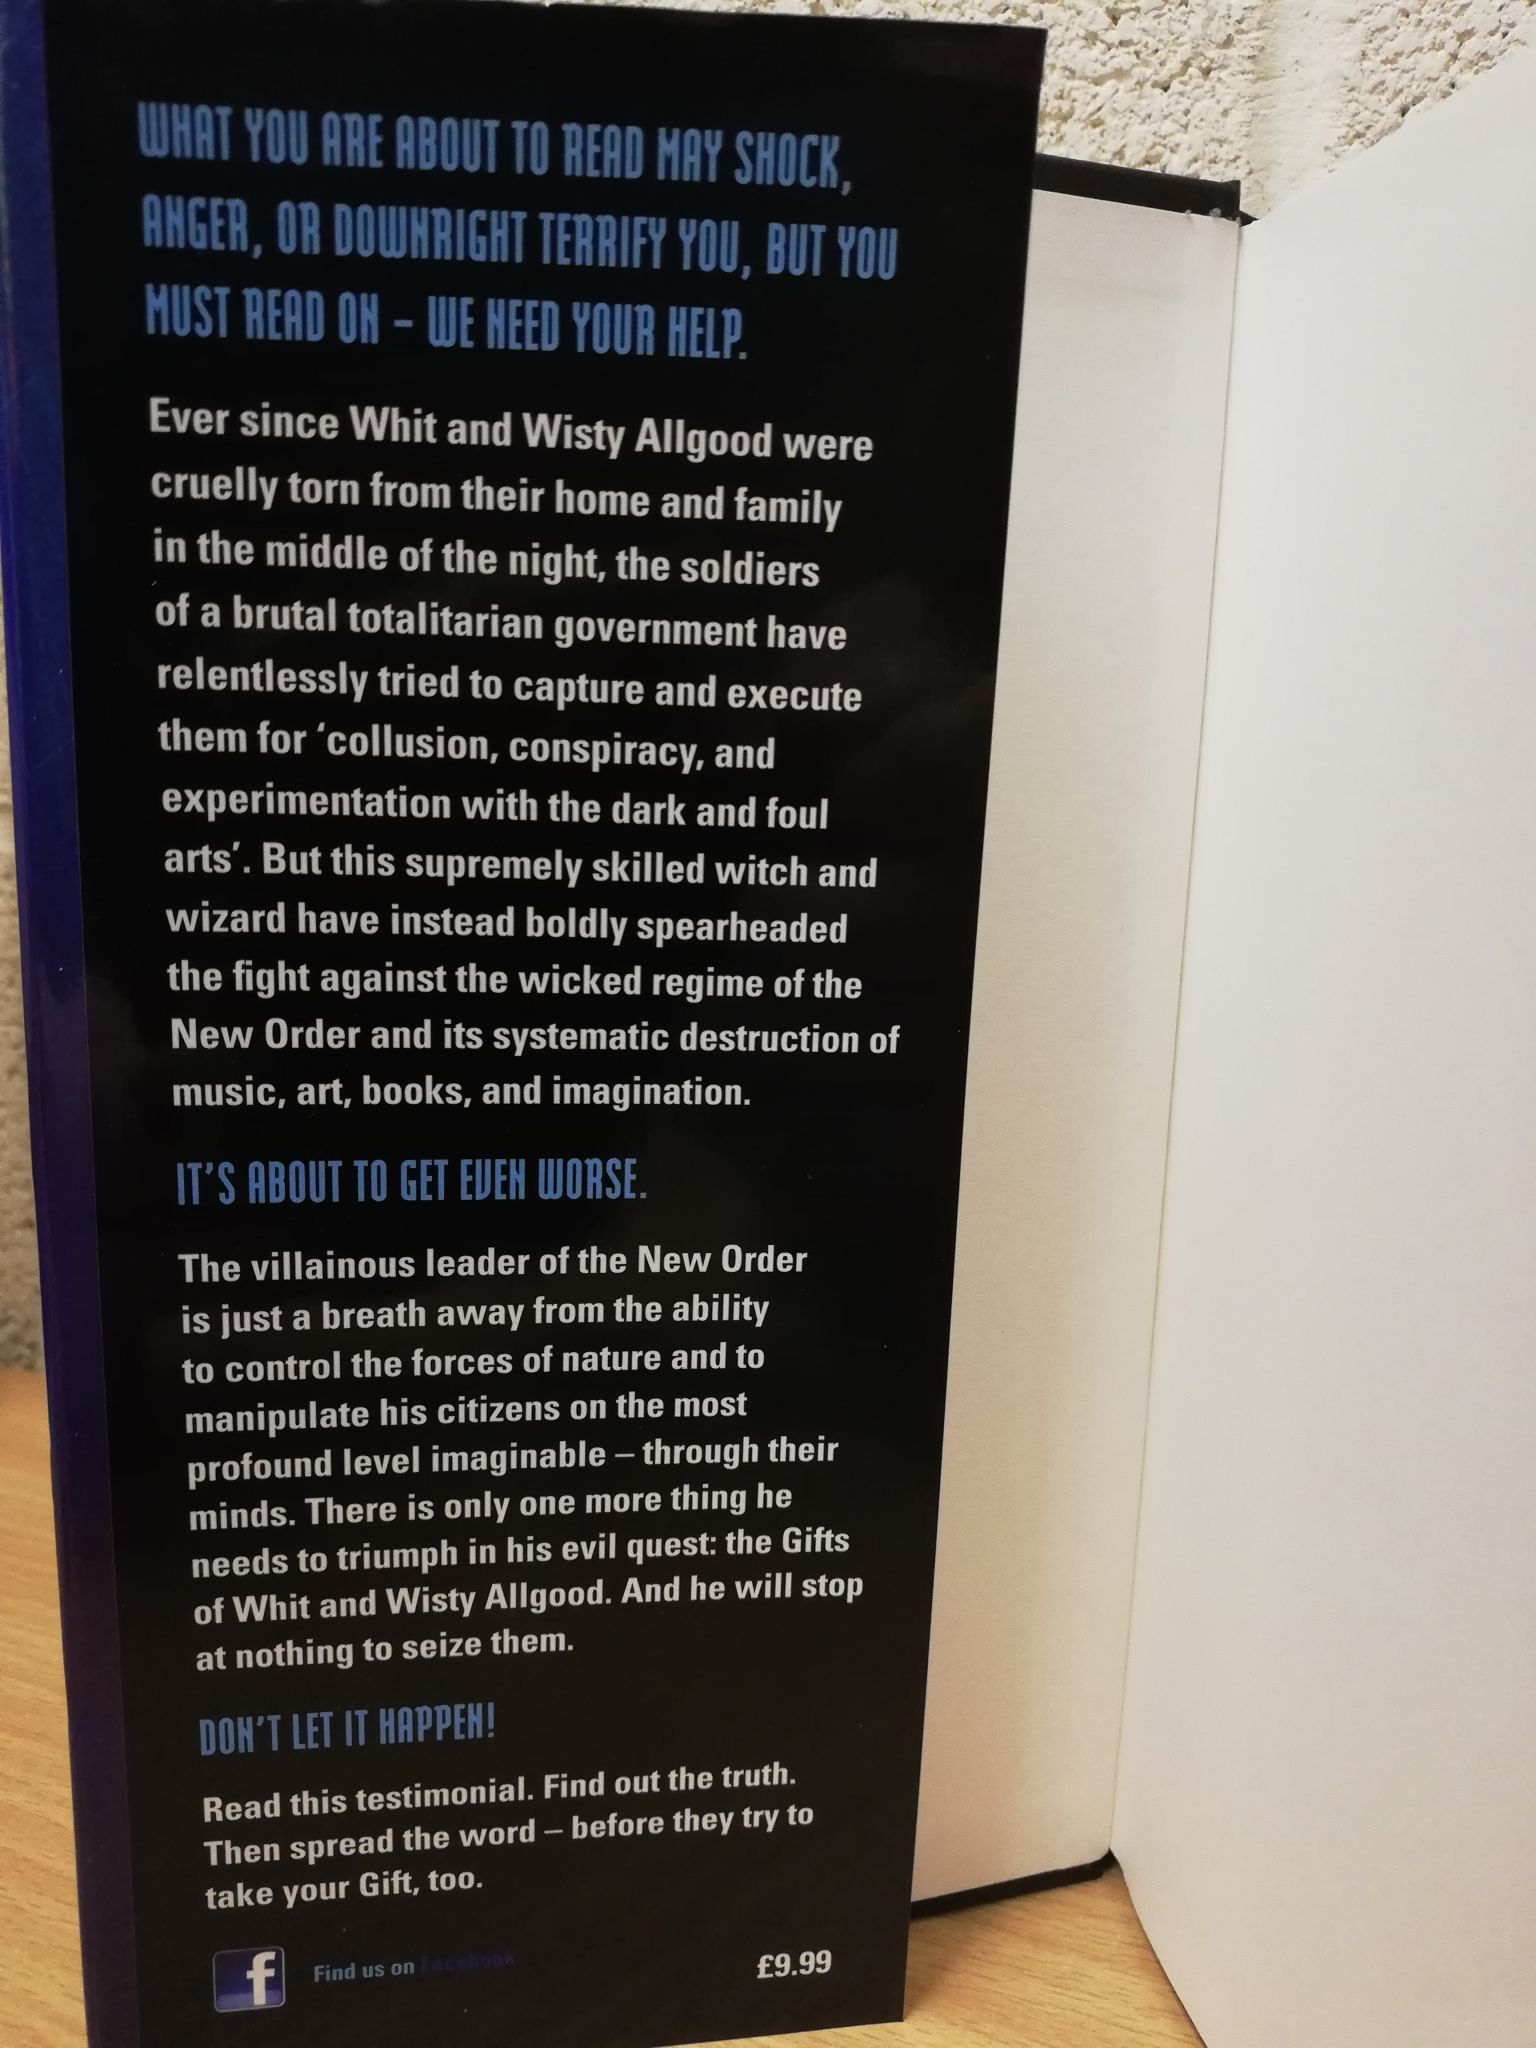 WHAT YOU ARE ABOUT TO READ MAY SHOCK,
ANGER, OR DOWNRIGHT TERRIFY YOU, BUT YOU
MUST READ ON – WE NEED YOUR HELP.
Ever since Whit and Wisty Allgood were
cruelly torn from their home and family
in the middle of the night, the soldiers
of a brutal totalitarian government have
relentlessly tried to capture and execute
them for ‘collusion, conspiracy, and
experimentation with the dark and foul
arts’. But this supremely skilled witch and
wizard have instead boldly spearheaded
the fight against the wicked regime of the
New Order and its systematic destruction of
music, art, books, and imagination.
IT’S ABOUT TO GET EVEN WORSE.
The villainous leader of the New Order
is just a breath away from the ability
to control the forces of nature and to
manipulate his citizens on the most
profound level imaginable – through their
minds. There is only one more thing he
needs to triumph in his evil quest: the Gifts
of Whit and Wisty Allgood. And he will stop
at nothing to seize them.
DON’T LET IT HAPPEN!
Read this testimonial. Find out the truth.
Then spread the word – before they try to
take your Gift, too.
f Find us on Facebook £9.99